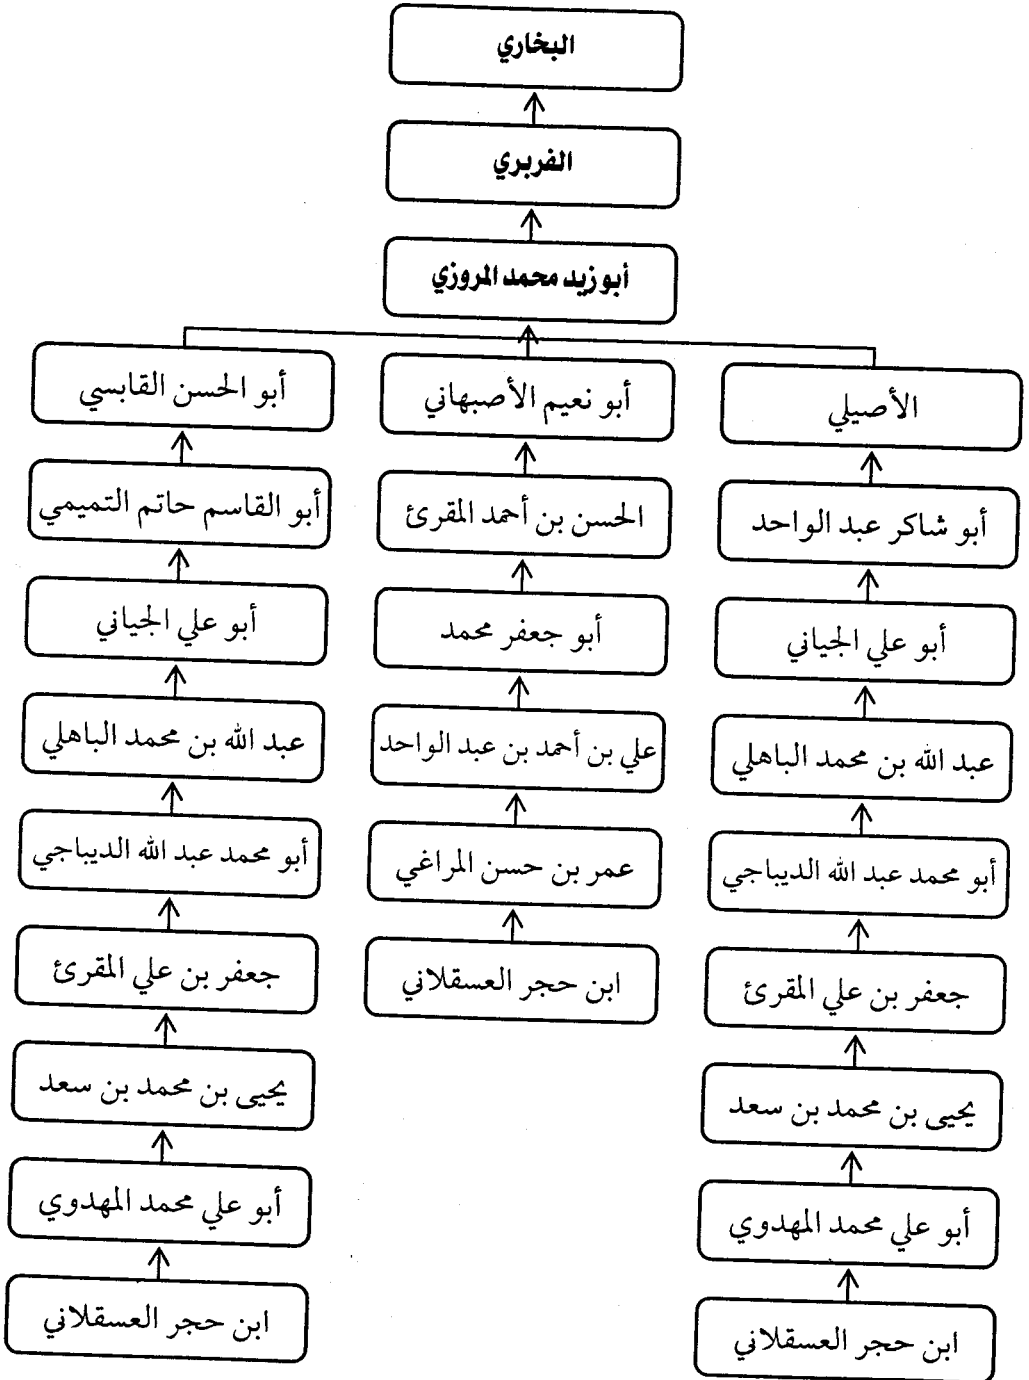 البخاري
الفربري
أبو زيد محمد المروزي
الأصيلي
أبو شاكر عبد الواحد
أبو علي الجياني
عبد الله بن محمد الباهلي
أبو محمد عبد الله الديباجي
جعفر بن علي المقرئ
يحيى بن محمد بن سعد
أبو علي محمد المهدوي
ابن حجر العسقلاني
أبو نعيم الأصبهاني
الحسن بن أحمد المقرئ
أبو جعفر محمد
علي بن أحمد بن عبد الواحد
عمر بن حسن المراغي
ابن حجر العسقلاني
أبو الحسن القابسي
أبو القاسم حاتم التميمي
أبو علي الجياني
عبد الله بن محمد الباهلي
أبو محمد عبد الله الديباجي
جعفر بن علي المقرئ
يحيى بن محمد بن سعد
أبو علي محمد المهدوي
ابن حجر العسقلاني